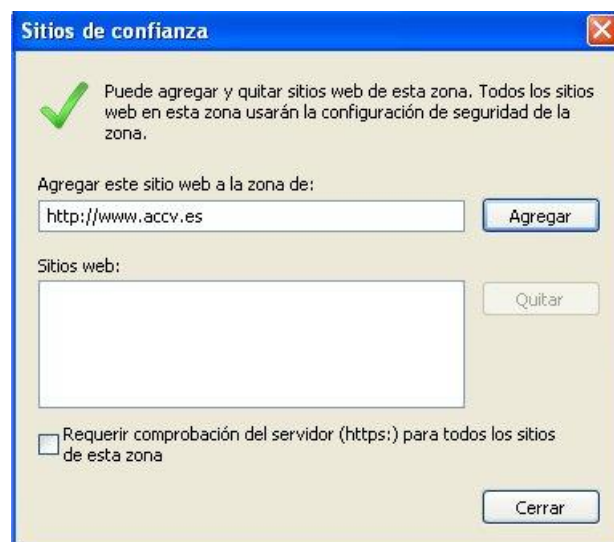 Sitios de confianza
Puede agregar y quitar sitios web de esta zona. Todos los sitios
web en esta zona usarán la configuración de seguridad de la
zona.
Agregar este sitio web a la zona de:
http://www.accv.es
Agregar
Sitios web:
Quitar
Requerir comprobación del servidor (https:) para todos los sitios
de esta zona
Cerrar